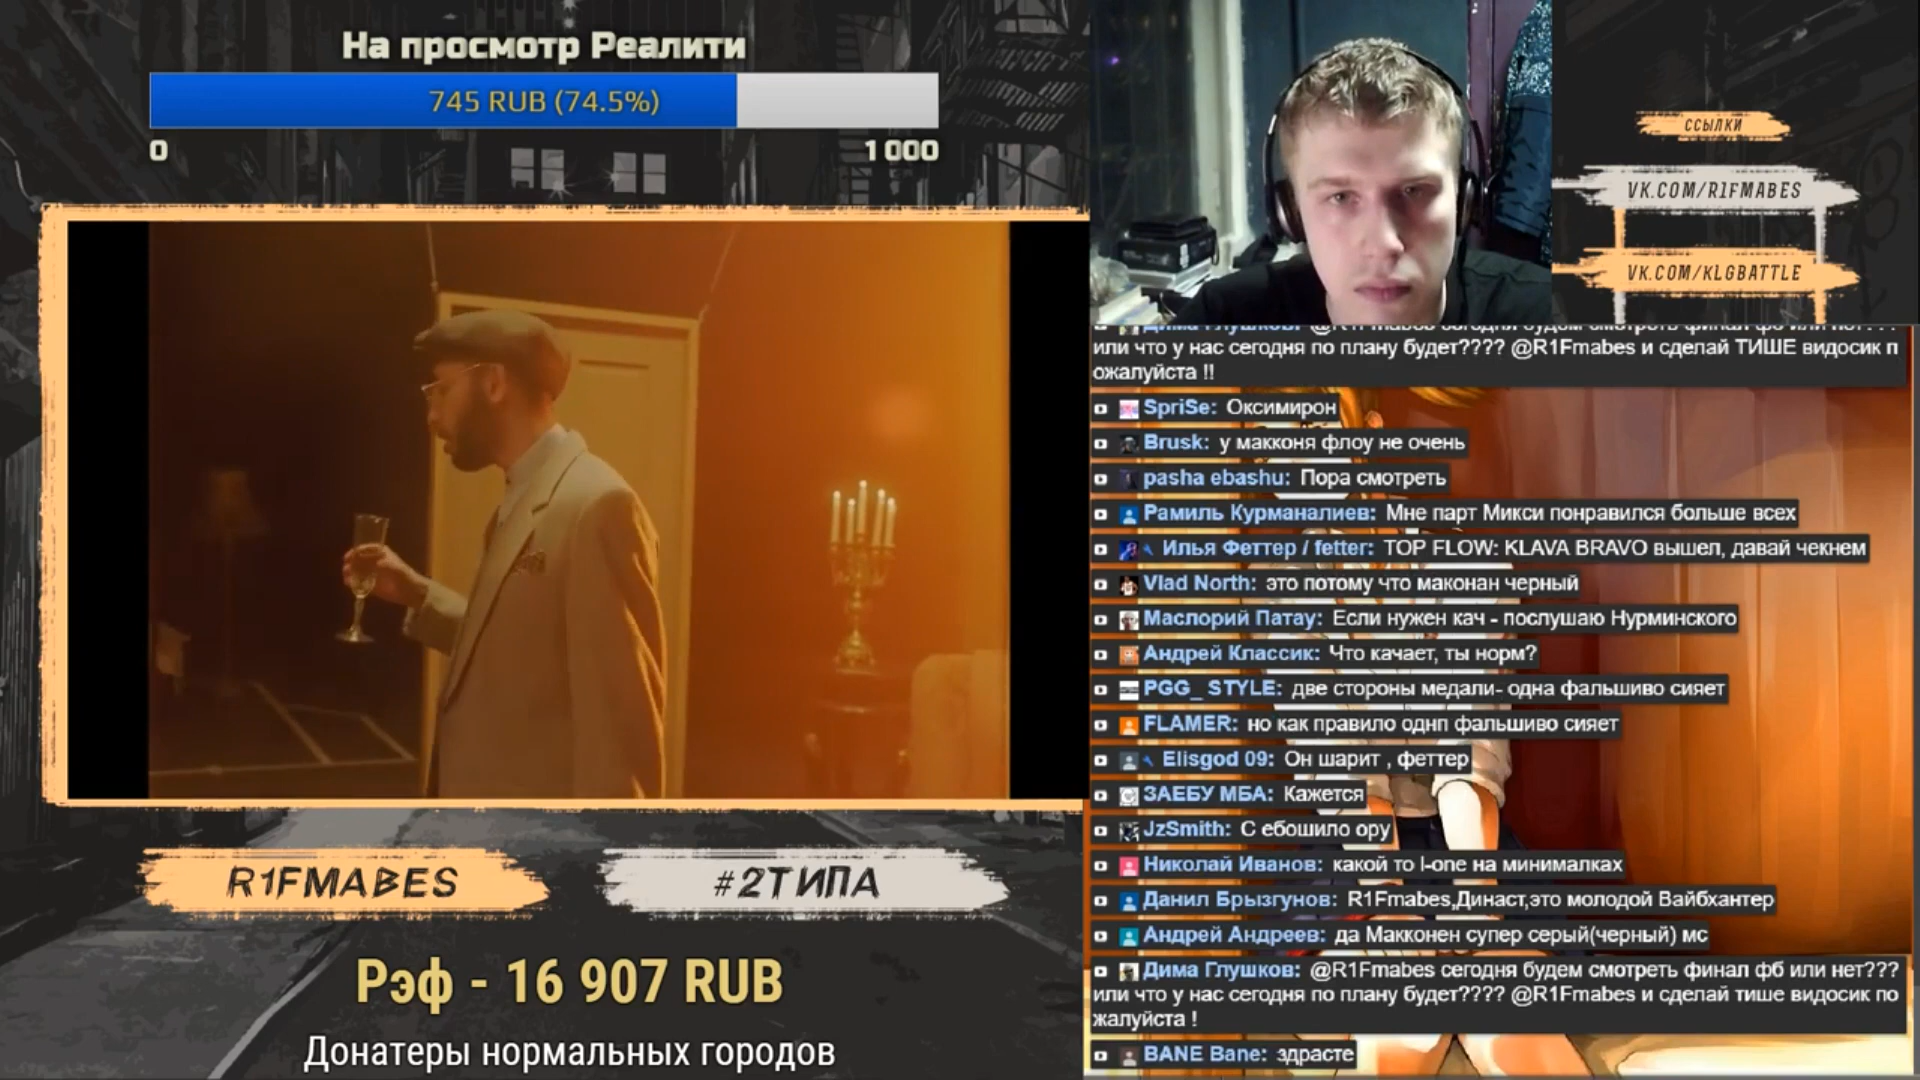 На просмотр Реалити
745 RUB (74.5%)
0
1 000
ССЫЛКИ
VK.COM/R1FMABES
VK.COM/KLGBATTLE
или что у нас сегодня по плану будет???? @R1Fmabes и сделай ТИШЕ видосик п
ожалуйста !!
SpriSe: Оксимирон
Brusk: у макконя флоу не очень
pasha ebashu: Пора смотреть
Рамиль Курманалиев: Мне парт Микси понравился больше всех
Илья Феттер / fetter: TOP FLOW: KLAVA BRAVO вышел, давай чекнем
Vlad North: это потому что маконан черный
Маслорий Патау: Если нужен кач - послушаю Нурминского
Андрей Классик: Что качает, ты норм?
PGG_ STYLE: две стороны медали- одна фальшиво сияет
FLAMER: но как правило однп фальшиво сияет
Elisgod 09: Он шарит , феттер
ЗАЕБУ МБА: Кажется
JzSmith: С ебошило ору
Николай Иванов: какой то l-one на минималках
Данил Брызгунов: R1Fmabes,Династ,это молодой Вайбхантер
Андрей Андреев: да Макконен супер серый(черный) мс
Дима Глушков: @R1Fmabes сегодня будем смотреть финал фб или нет???
или что у нас сегодня по плану будет???? @R1Fmabes и сделай тише видосик по
жалуйста !
BANE Bane: здрасте
R1FMABES
#2ТИПА
Рэф - 16 907 RUB
Донатеры нормальных городов